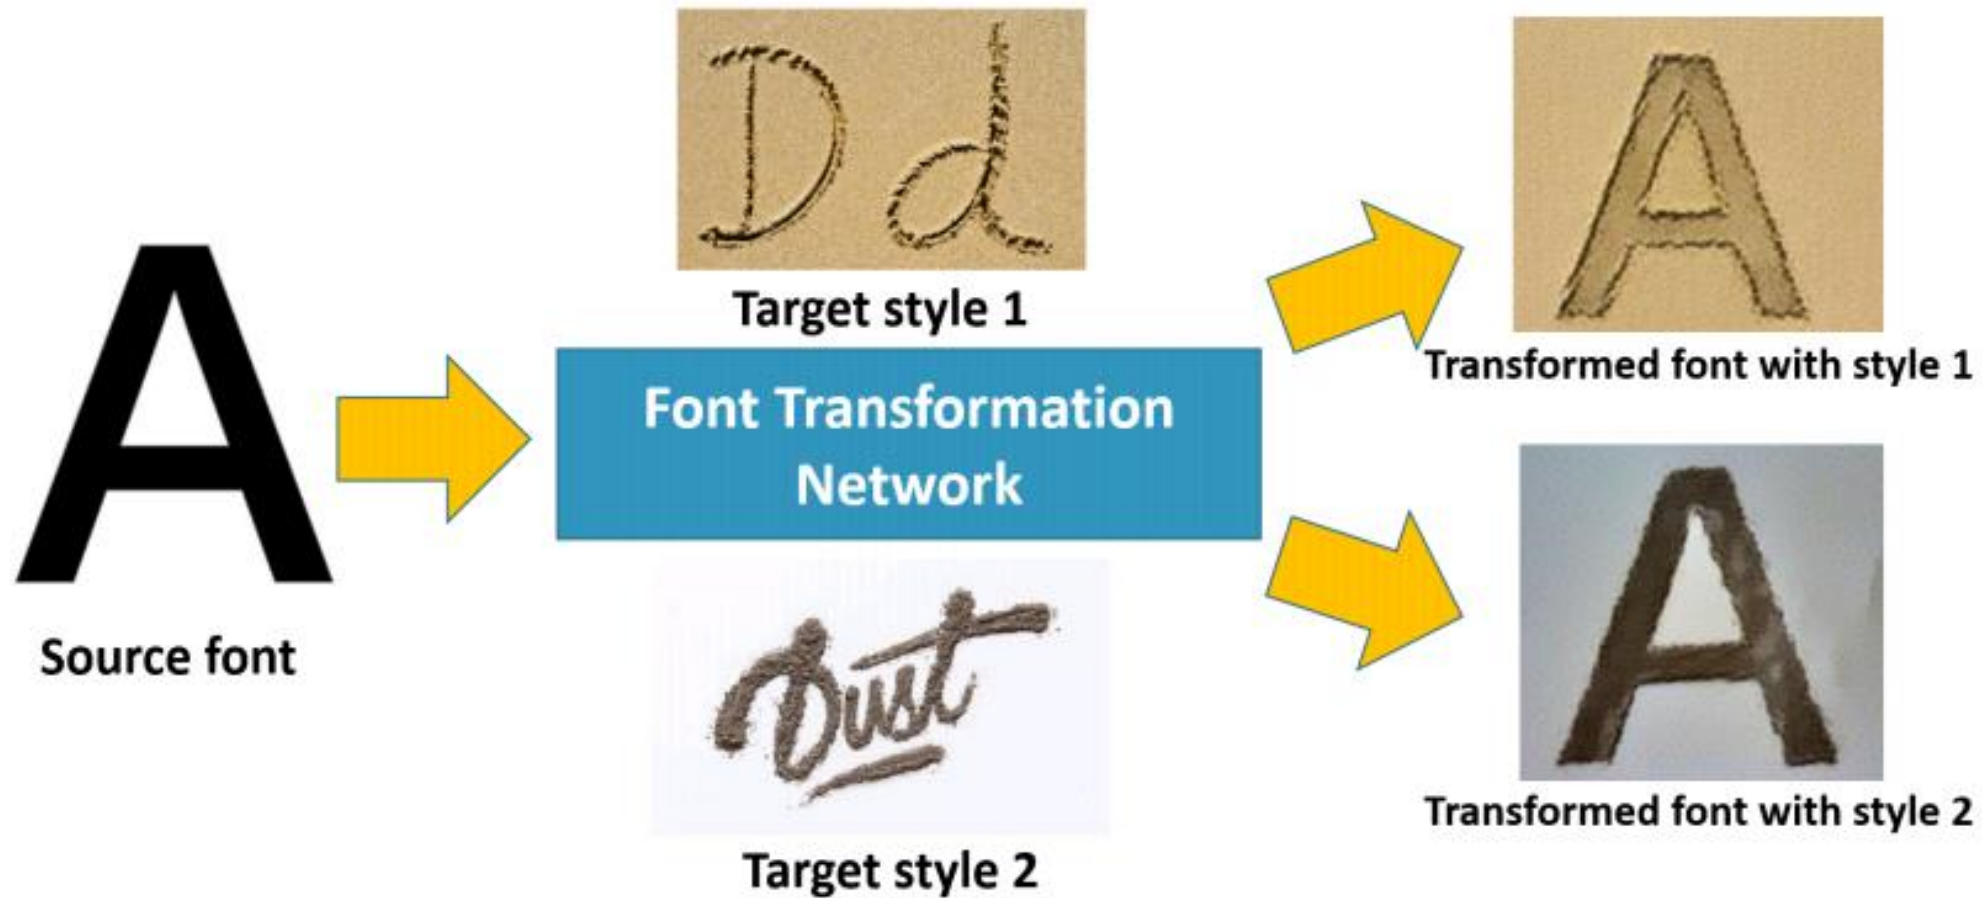 A
Source font
D d
Target style 1
Font Transformation
Network
Dust
Target style 2
A
Transformed font with style 1
A
Transformed font with style 2